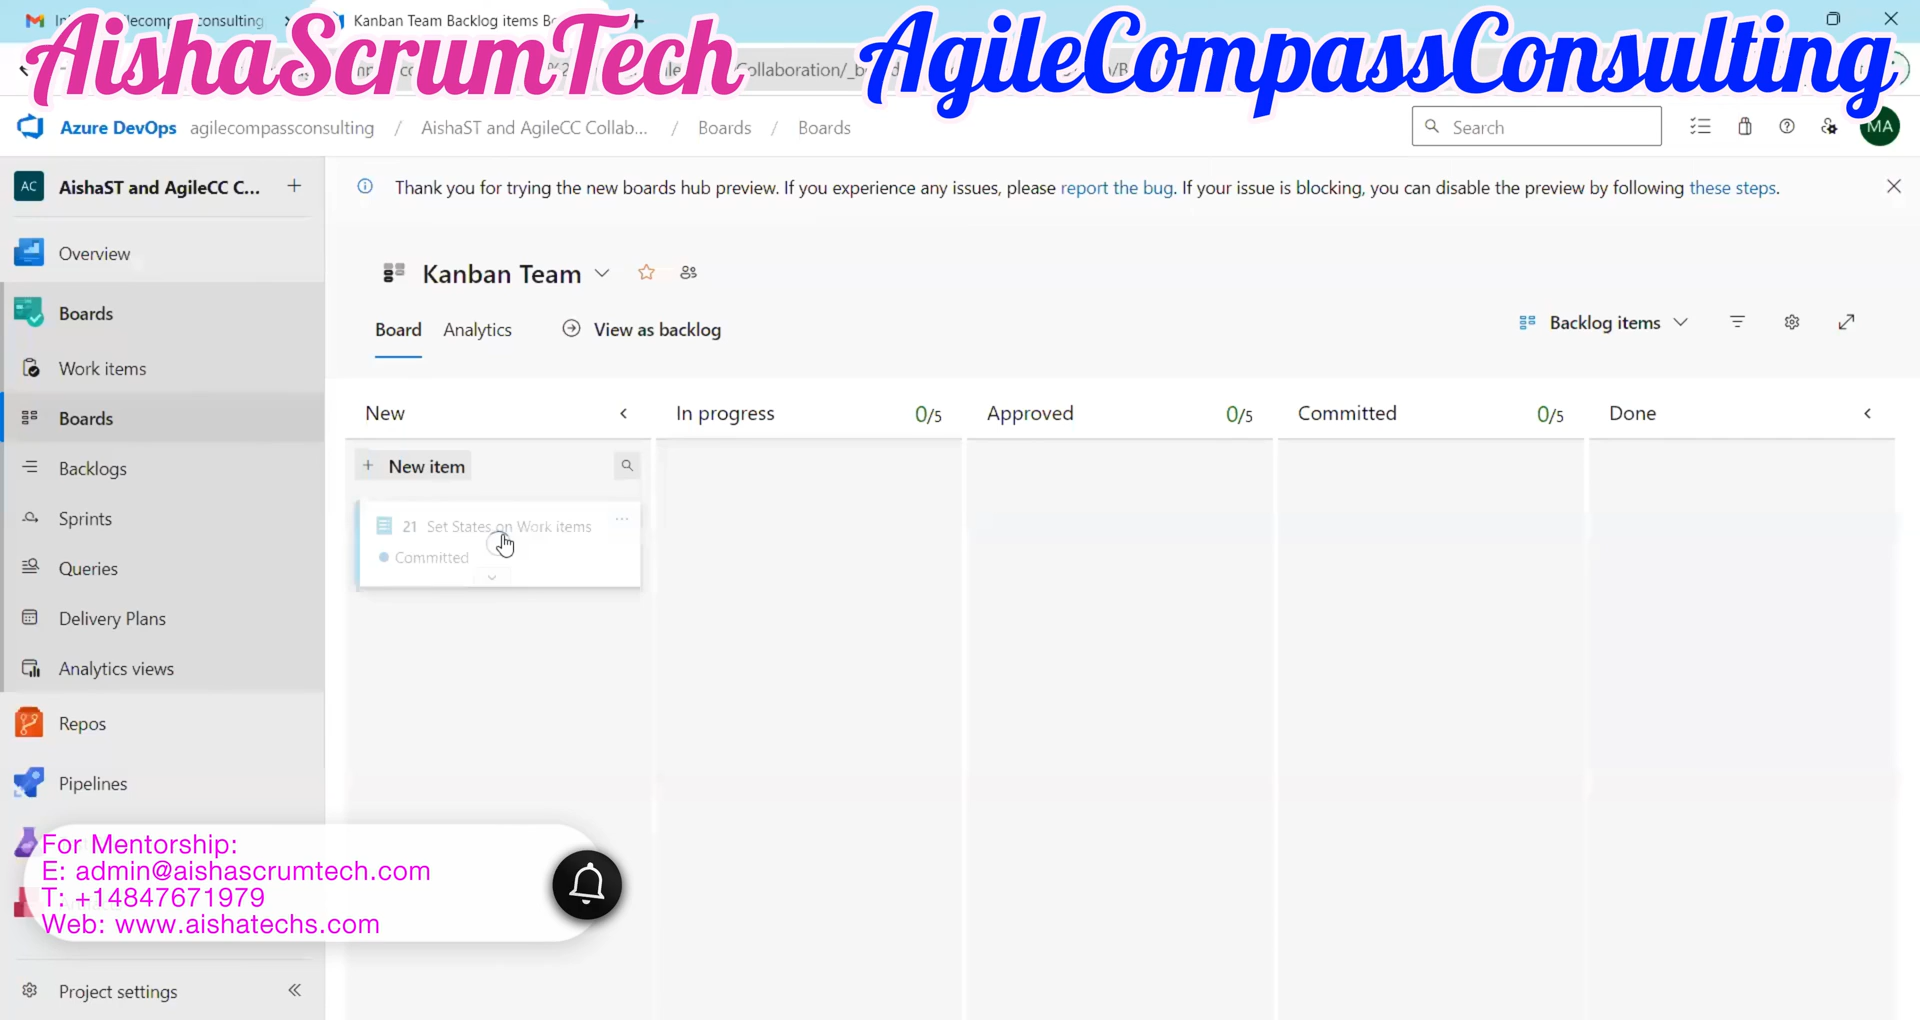 Kanban Team Backlog items Bo
AishaScrumTech
AgileCompassConsulting
Azure DevOps agilecompassconsulting / AishaST and AgileCC Collab... / Boards / Boards
Search
MA
AC AishaST and AgileCC C...
Thank you for trying the new boards hub preview. If you experience any issues, please report the bug. If your issue is blocking, you can disable the preview by following these steps.
Overview
Boards
Work items
Boards
Backlogs
Sprints
Queries
Delivery Plans
Analytics views
Repos
Pipelines
Project settings
Kanban Team
Board Analytics View as backlog
Backlog items
New
In progress 0/5
Approved 0/5
Committed 0/5
Done
+ New item
21 Set States on Work items
Committed
For Mentorship:
E: admin@aishascrumtech.com
T: +14847671979
Web: www.aishatechs.com